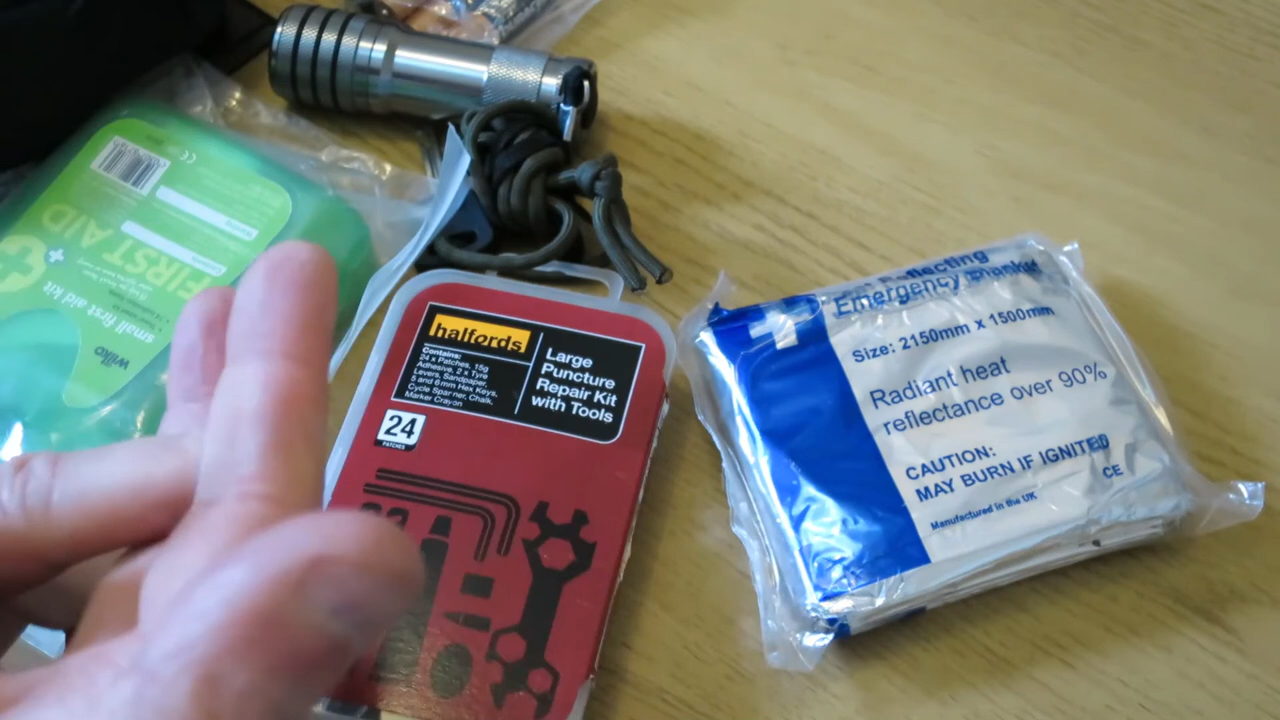 FIRST AID
small first aid kit
wilko
halfords
Contains:
24 x Patches, 15g
Adhesive, 2 x Tyre
Levers, Sandpaper,
5 and 6mm Hex Keys,
Cycle Spanner, Chalk,
Marker Crayon
Large
Puncture
Repair Kit
with Tools
24
PATCHES
Reflecting
Emergency Blanket
Size: 2150mm x 1500mm
Radiant heat
reflectance over 90%
CAUTION:
MAY BURN IF IGNITED
CE
Manufactured in the UK